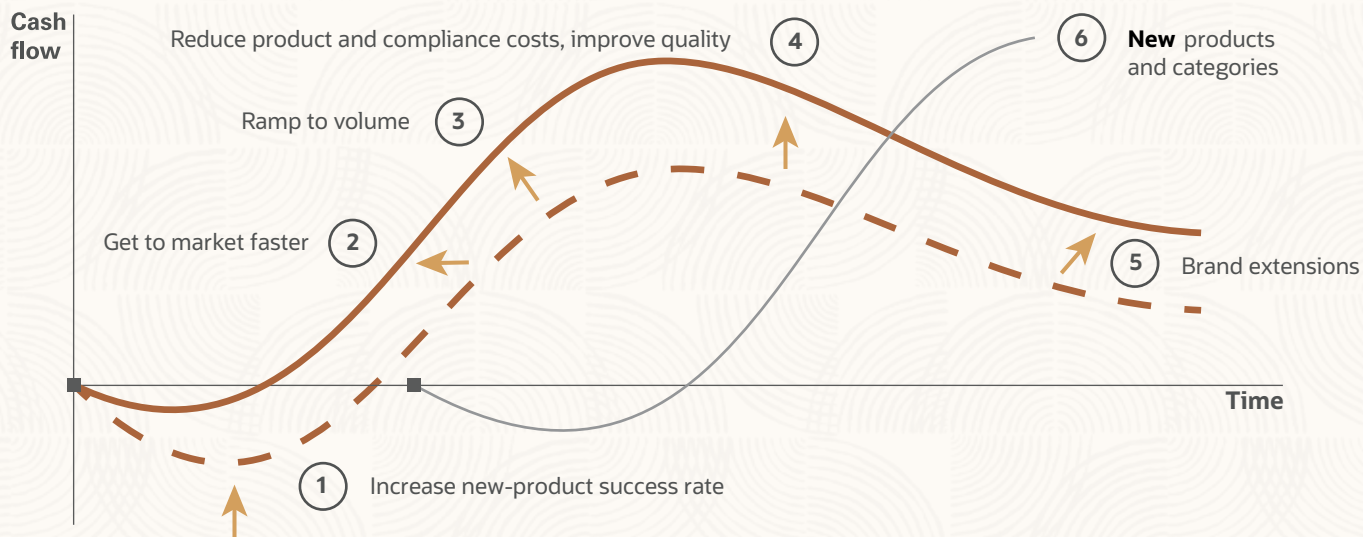 Cash
flow
Reduce product and compliance costs, improve quality
4
6
New products
and categories
Ramp to volume
3
Get to market faster
2
5
Brand extensions
Time
1
Increase new-product success rate